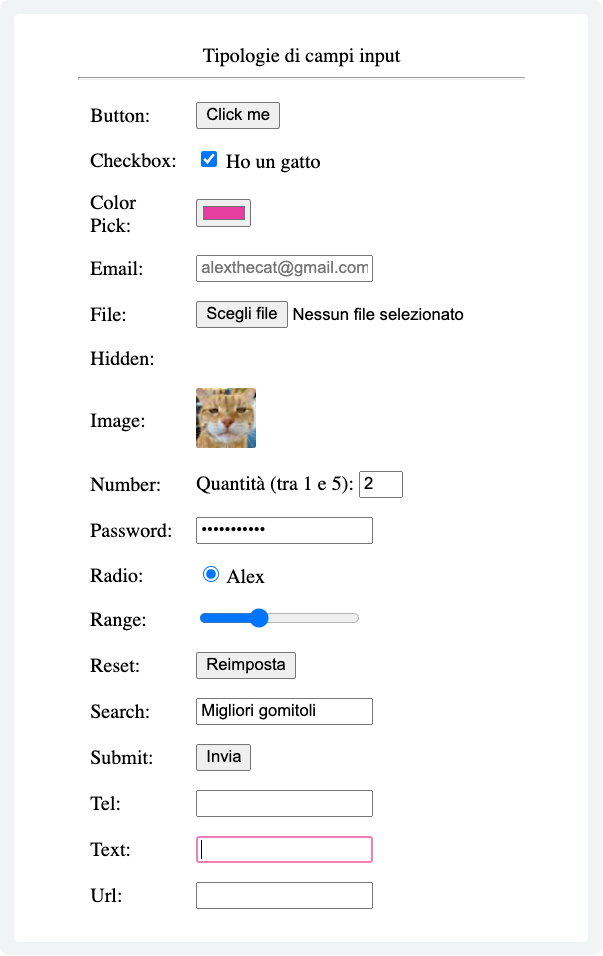 Tipologie di campi input
Button: Click me
Checkbox: Ho un gatto
Color
Pick:
Email: alexthecat@gmail.com
File: Scegli file Nessun file selezionato
Hidden:
Image:
Number: Quantità (tra 1 e 5): 2
Password: •••••••••••
Radio: Alex
Range:
Reset: Reimposta
Search: Migliori gomitoli
Submit: Invia
Tel:
Text:
Url: